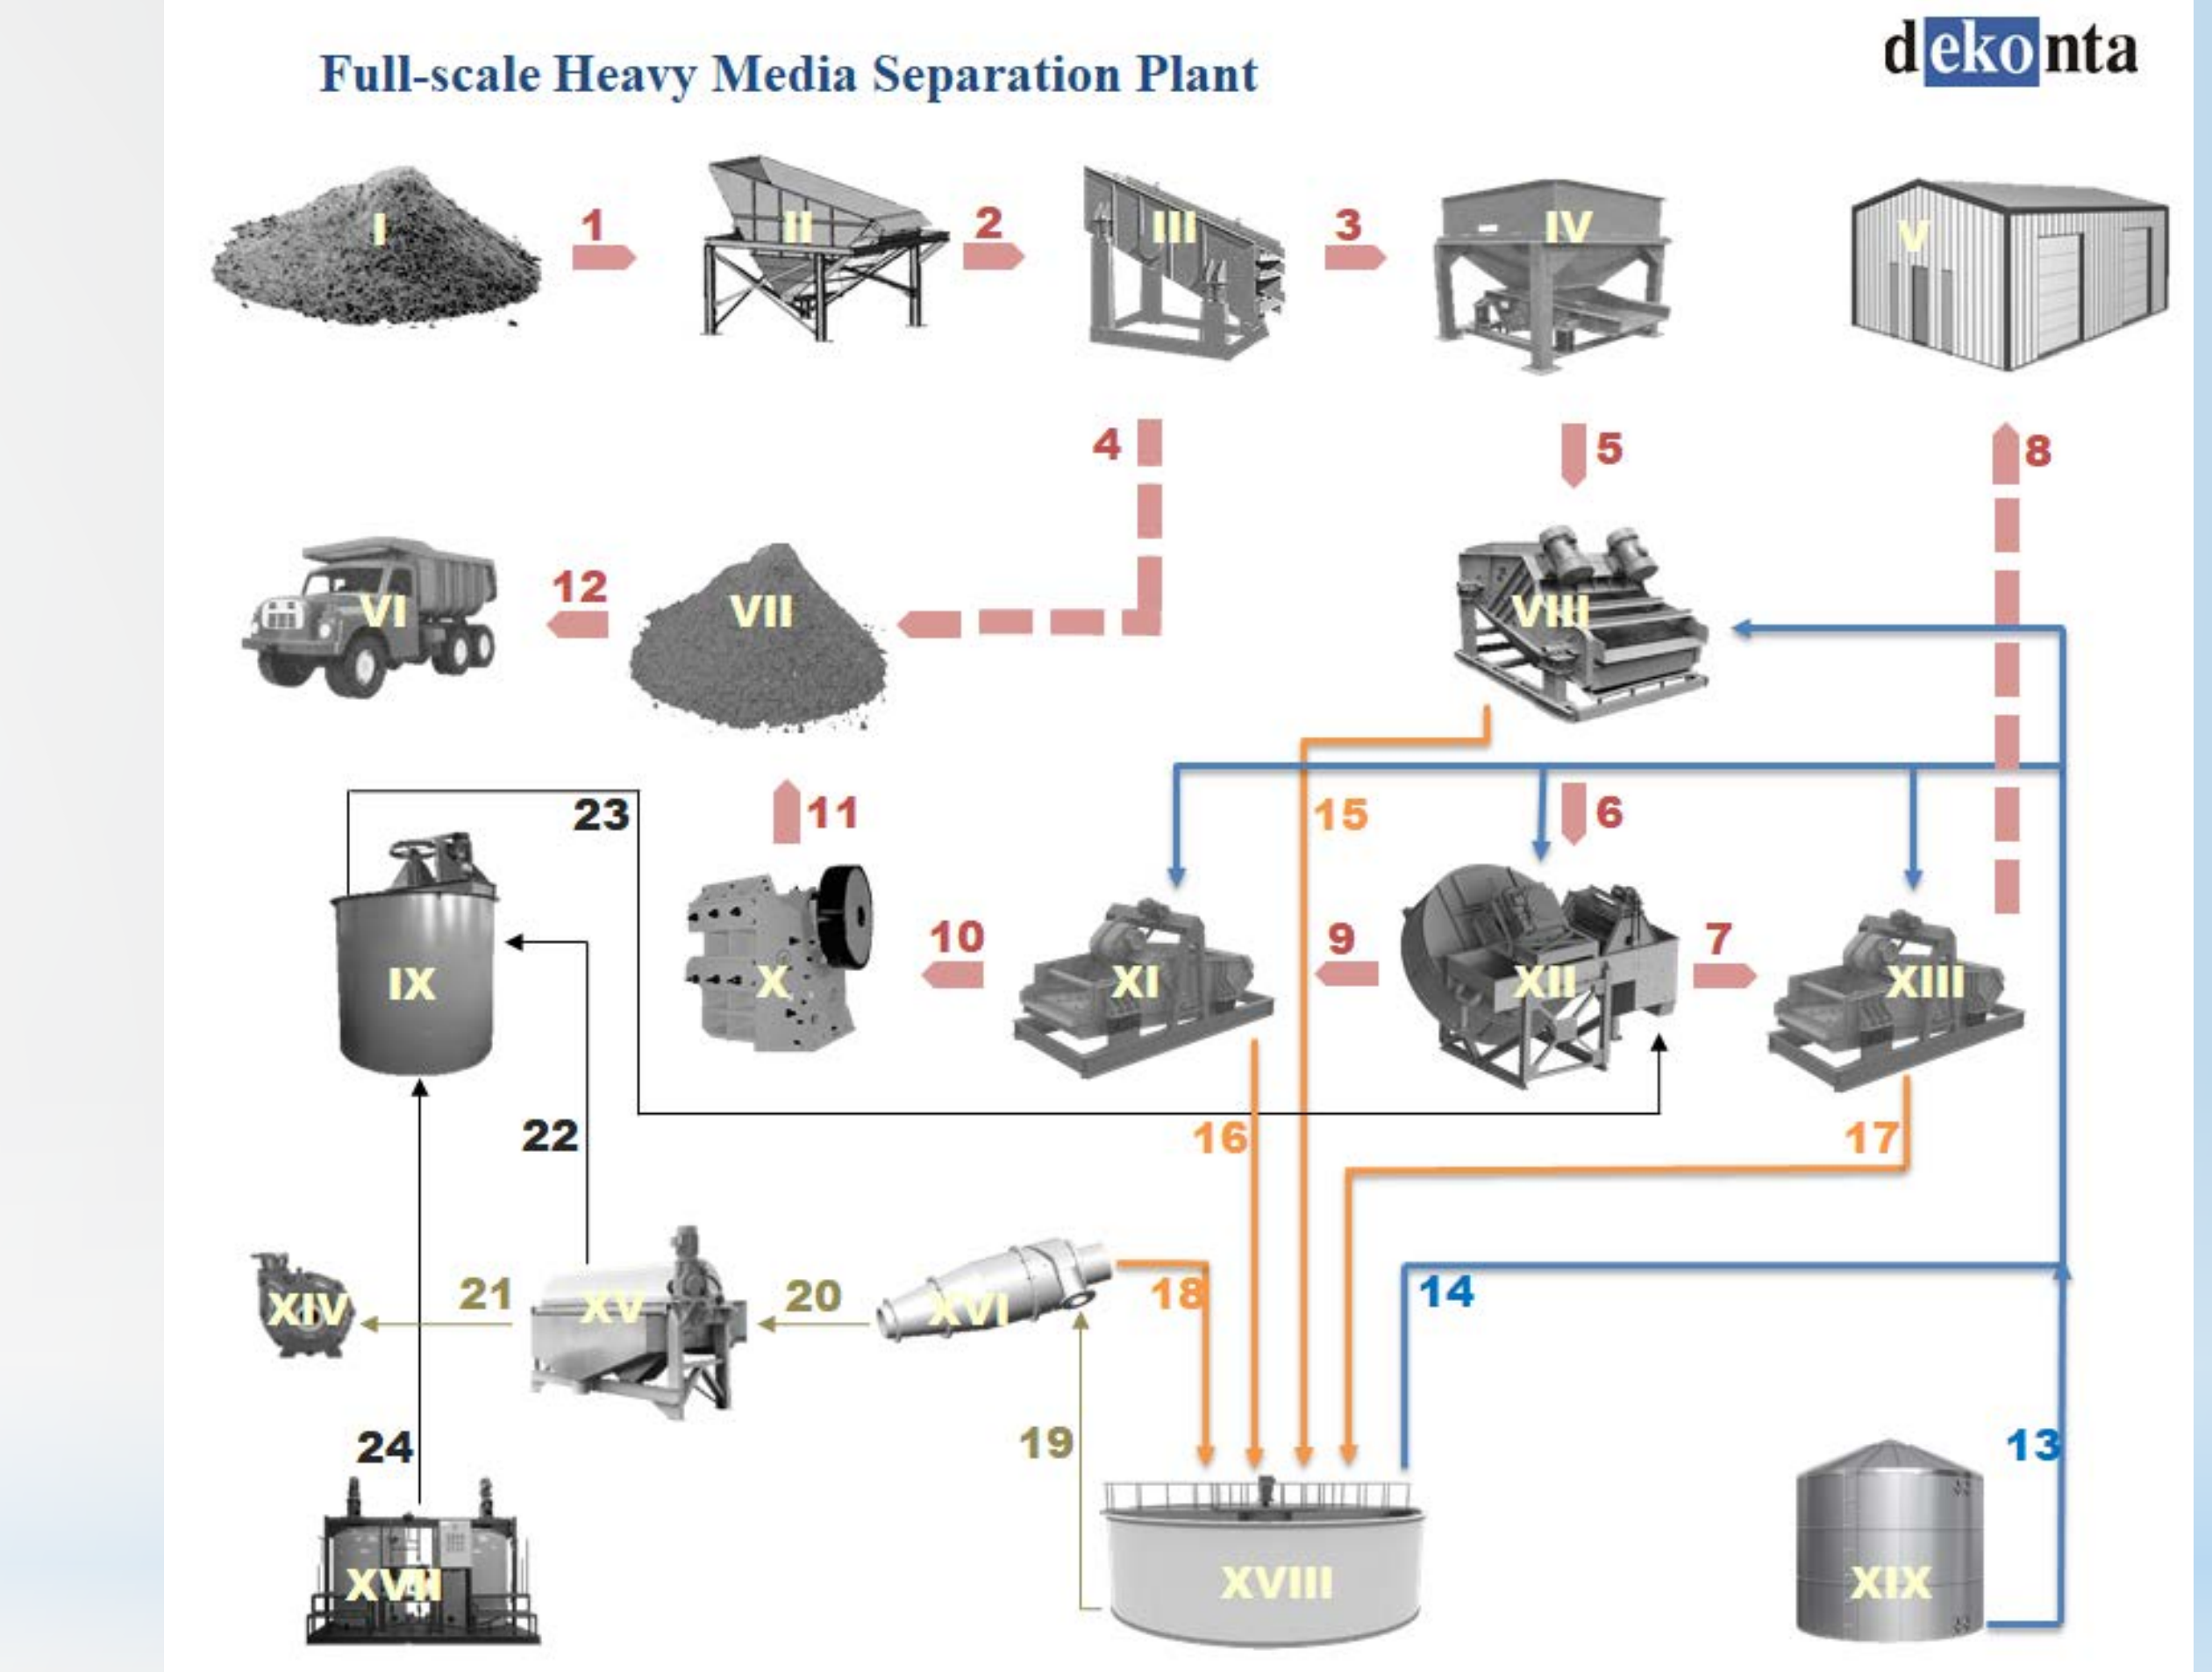 dekonta
Full-scale Heavy Media Separation Plant
I
1
II
2
III
3
IV
V
4
5
8
VI
12
VII
VIII
23
11
15
6
IX
X
10
XI
9
XII
7
XIII
22
16
17
XIV
21
XV
20
XVI
18
14
24
19
13
XVII
XVIII
XIX